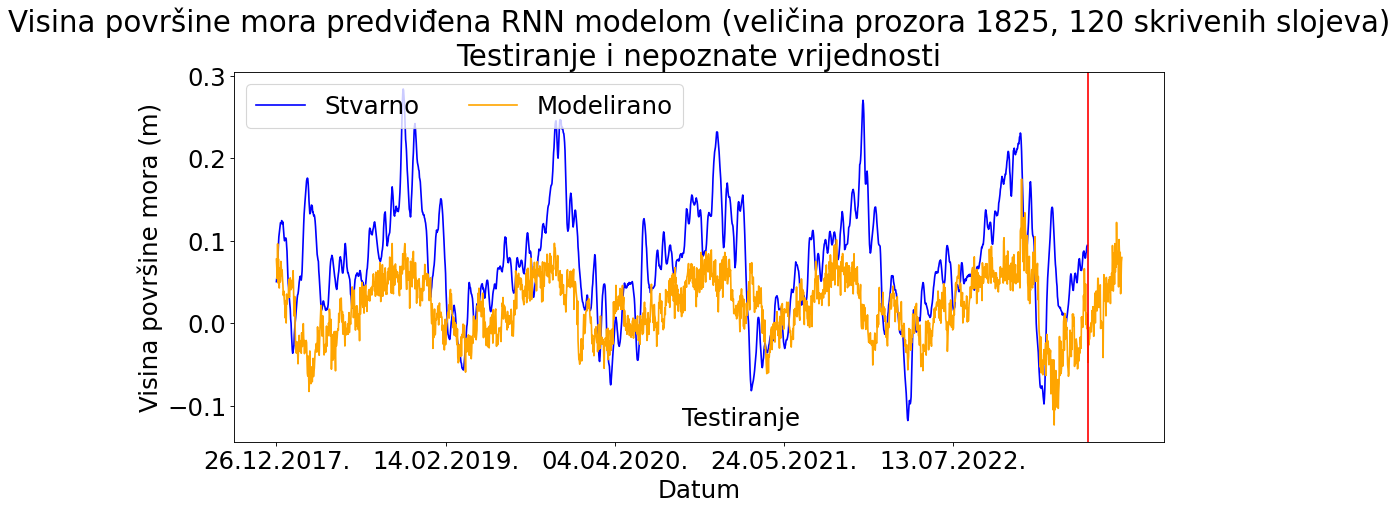 Visina površine mora predviđena RNN modelom (veličina prozora 1825, 120 skrivenih slojeva)
Testiranje i nepoznate vrijednosti
Stvarno
Modelirano
Visina površine mora (m)
0.3
0.2
0.1
0.0
−0.1
Testiranje
26.12.2017.
14.02.2019.
04.04.2020.
24.05.2021.
13.07.2022.
Datum